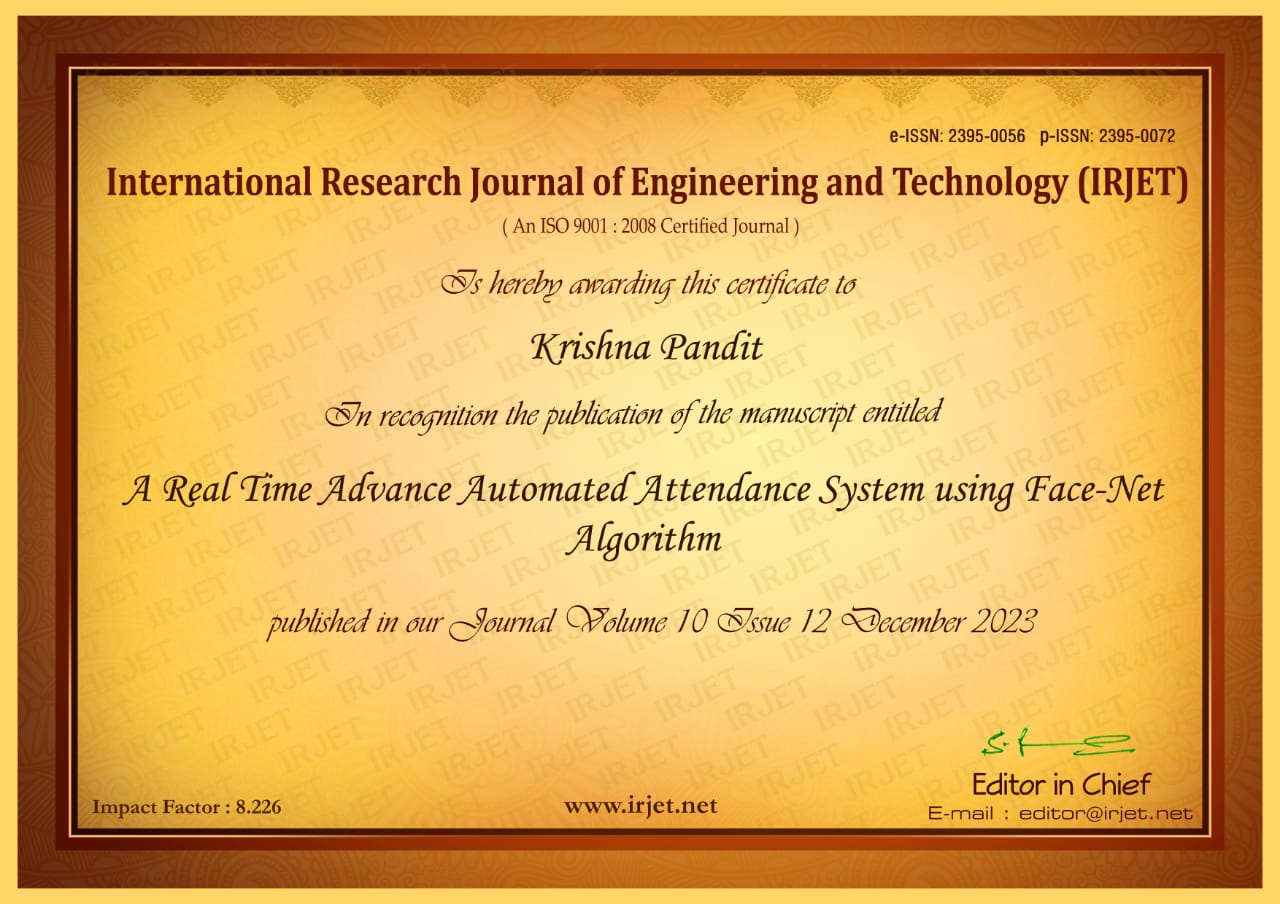 e-ISSN: 2395-0056 p-ISSN: 2395-0072
International Research Journal of Engineering and Technology (IRJET)
( An ISO 9001 : 2008 Certified Journal )
Is hereby awarding this certificate to
Krishna Pandit
In recognition the publication of the manuscript entitled
A Real Time Advance Automated Attendance System using Face-Net
Algorithm
published in our Journal Volume 10 Issue 12 December 2023
Editor in Chief
Impact Factor : 8.226
www.irjet.net
E-mail : editor@irjet.net